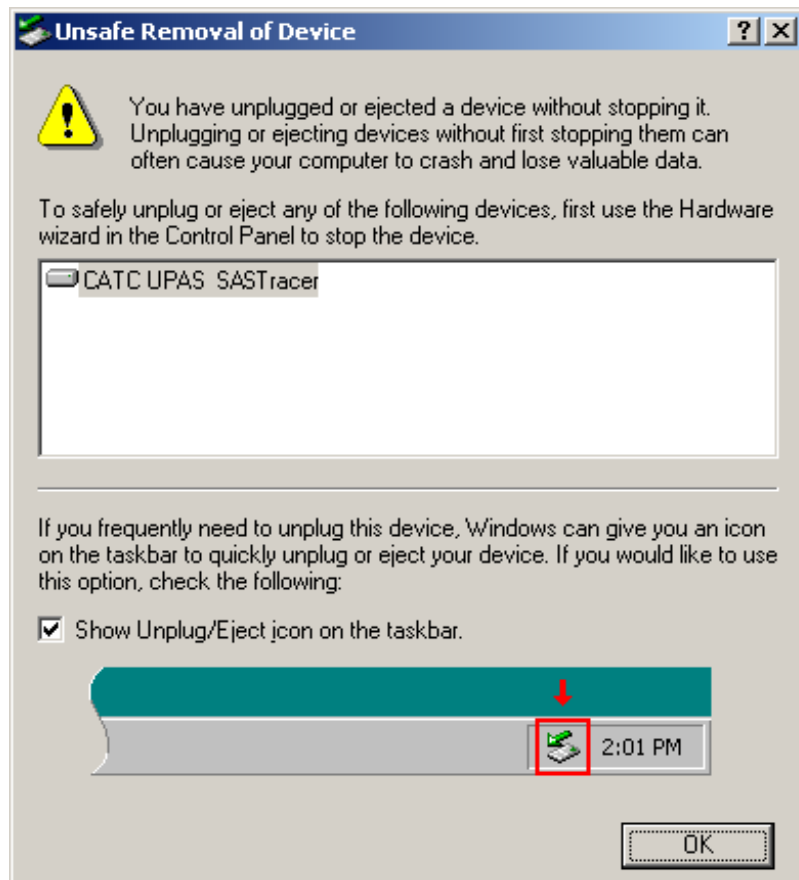 Unsafe Removal of Device
You have unplugged or ejected a device without stopping it.
Unplugging or ejecting devices without first stopping them can
often cause your computer to crash and lose valuable data.
To safely unplug or eject any of the following devices, first use the Hardware
wizard in the Control Panel to stop the device.
CATC UPAS  SASTracer
If you frequently need to unplug this device, Windows can give you an icon
on the taskbar to quickly unplug or eject your device. If you would like to use
this option, check the following:
Show Unplug/Eject icon on the taskbar.
2:01 PM
OK